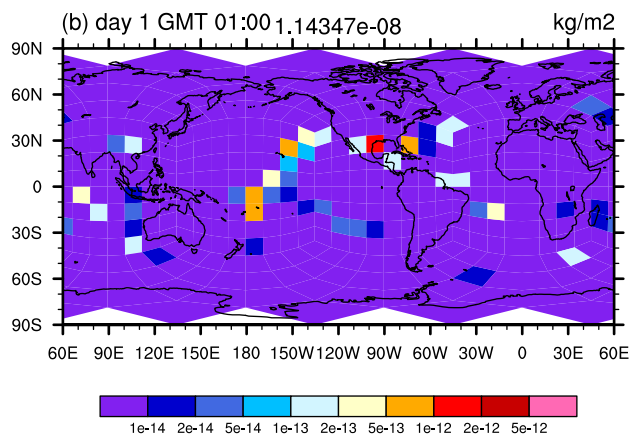 (b) day 1 GMT 01:00 1.14347e-08 kg/m2
90N
60N
30N
0
30S
60S
90S
60E 90E 120E 150E 180 150W 120W 90W 60W 30W 0 30E 60E
1e-14 2e-14 5e-14 1e-13 2e-13 5e-13 1e-12 2e-12 5e-12